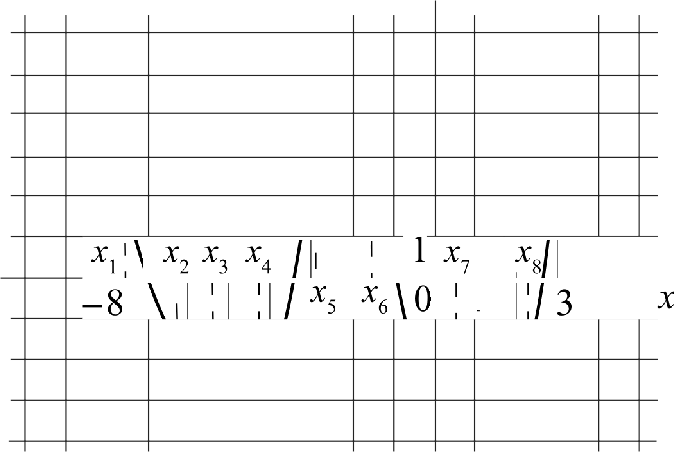 x₁ x₂ x₃ x₄ 1 x₇ x₈
−8 x₅ x₆ 0 3 x